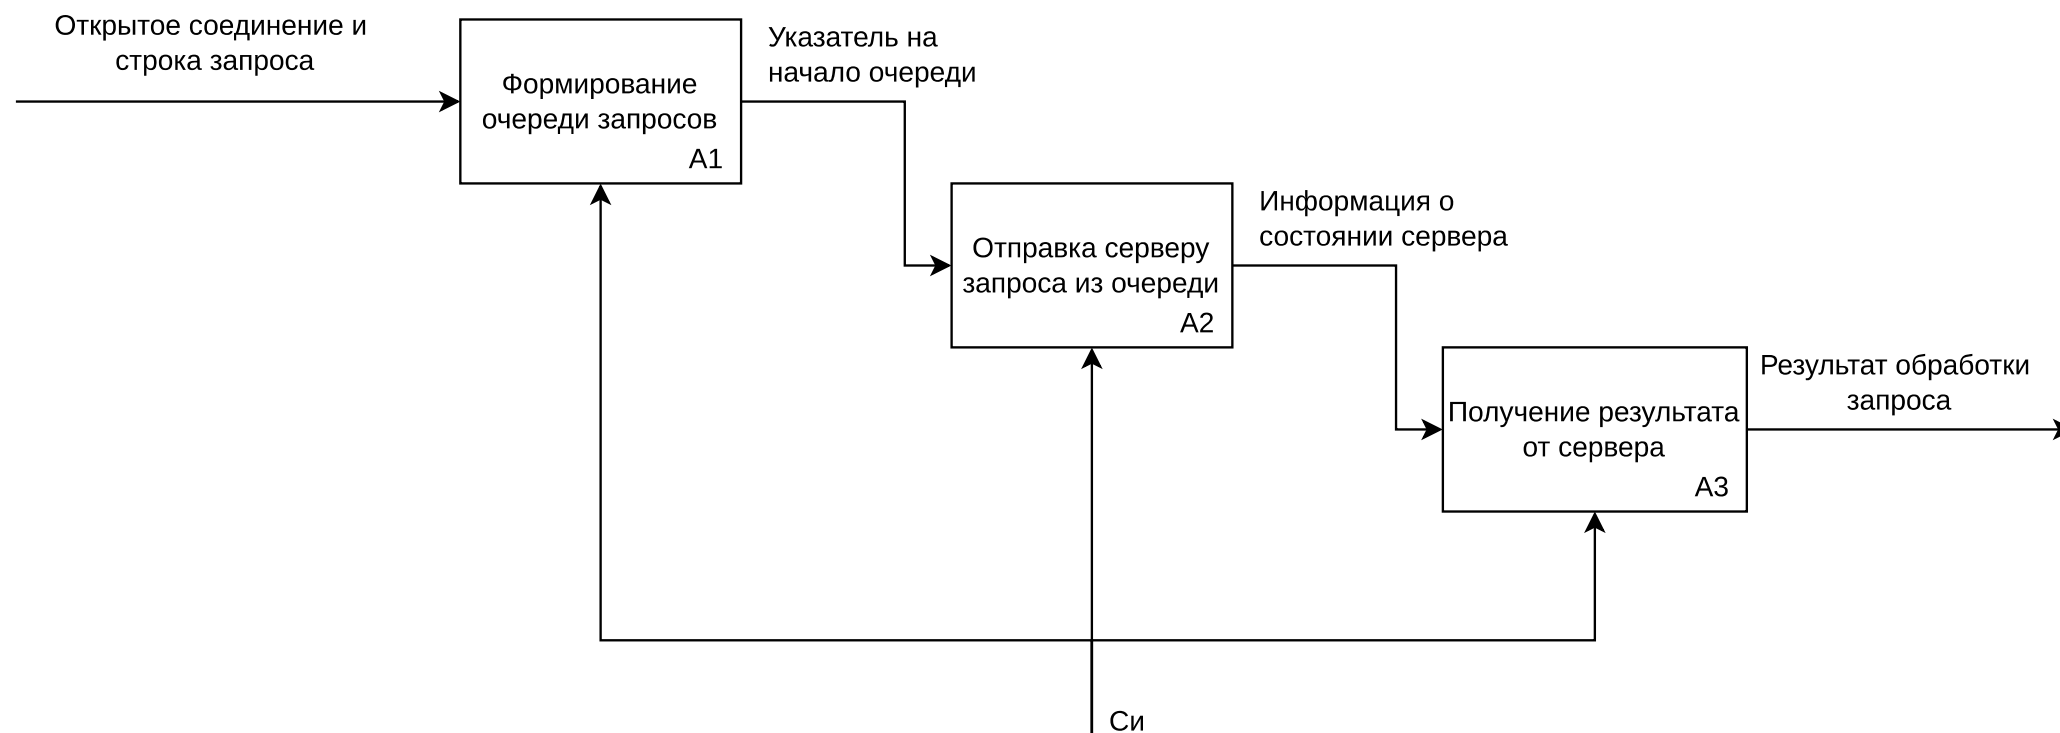 Открытое соединение и
строка запроса
Формирование
очереди запросов
А1
Указатель на
начало очереди
Отправка серверу
запроса из очереди
А2
Информация о
состоянии сервера
Получение результата
от сервера
А3
Результат обработки
запроса
Си